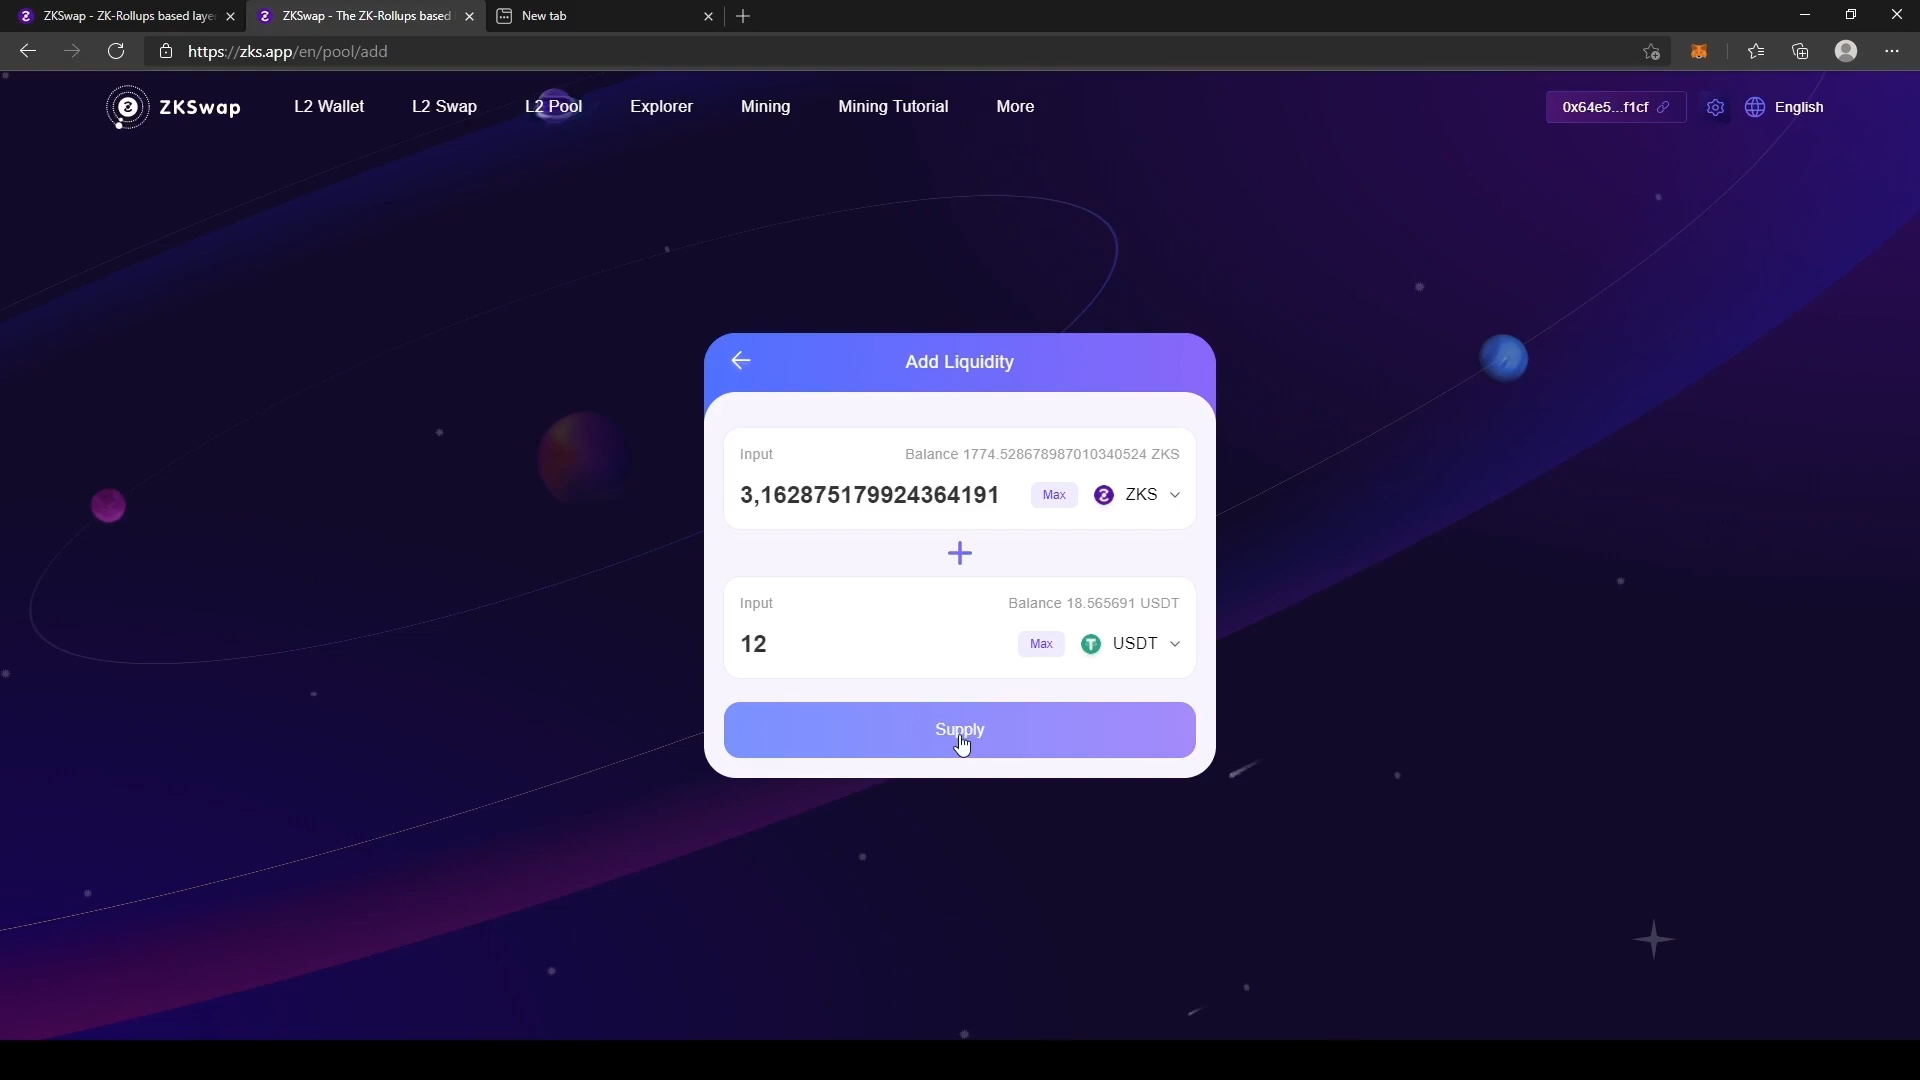 ZKSwap - ZK-Rollups based laye
ZKSwap - The ZK-Rollups based
New tab
https://zks.app/en/pool/add
ZKSwap
L2 Wallet
L2 Swap
L2 Pool
Explorer
Mining
Mining Tutorial
More
0x64e5...f1cf
English
Add Liquidity
Input
Balance 1774.528678987010340524 ZKS
3,162875179924364191
Max
ZKS
Input
Balance 18.565691 USDT
12
Max
USDT
Supply